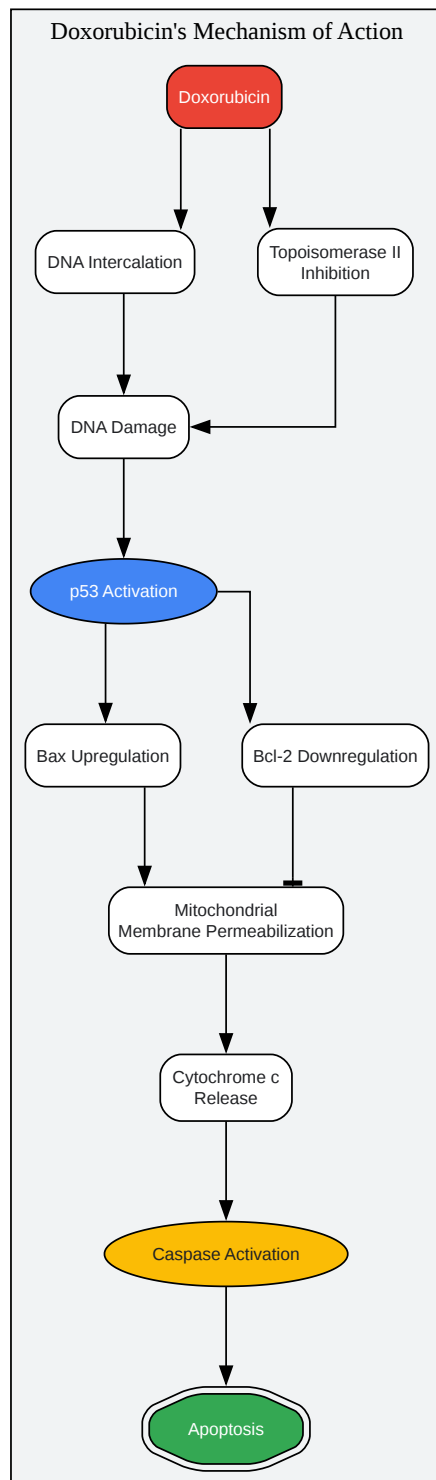 Doxorubicin's Mechanism of Action
Doxorubicin
DNA Intercalation
Topoisomerase II
Inhibition
DNA Damage
p53 Activation
Bax Upregulation
Bcl-2 Downregulation
Mitochondrial
Membrane Permeabilization
Cytochrome c
Release
Caspase Activation
Apoptosis